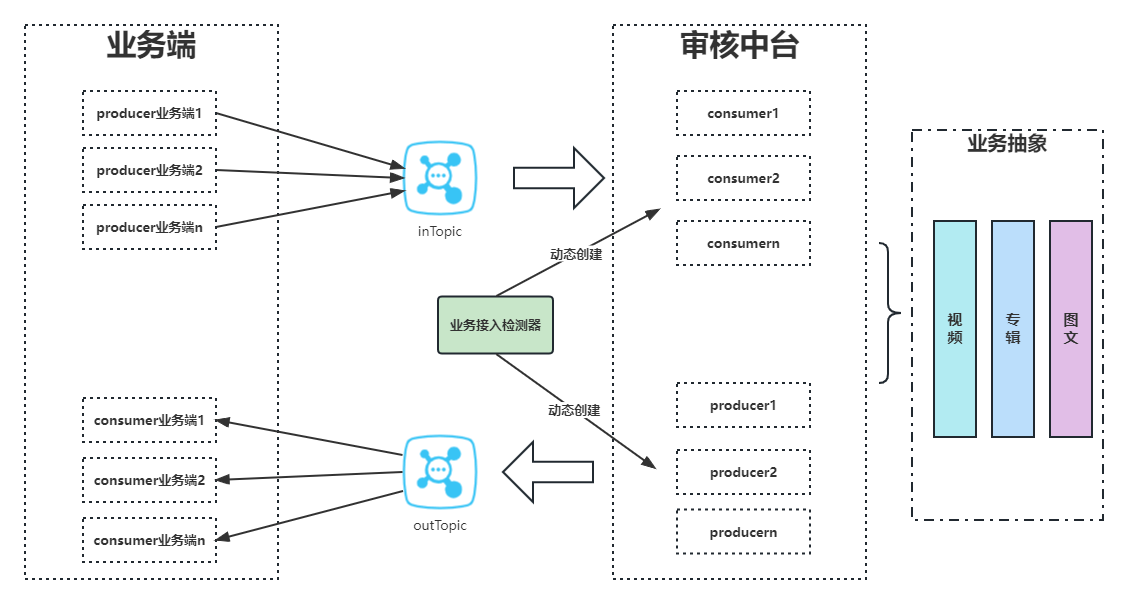 业务端
producer业务端1
producer业务端2
producer业务端n
inTopic
审核中台
consumer1
consumer2
consumern
动态创建
业务接入检测器
动态创建
consumer业务端1
consumer业务端2
consumer业务端n
outTopic
producer1
producer2
producern
业务抽象
视
频
专
辑
图
文